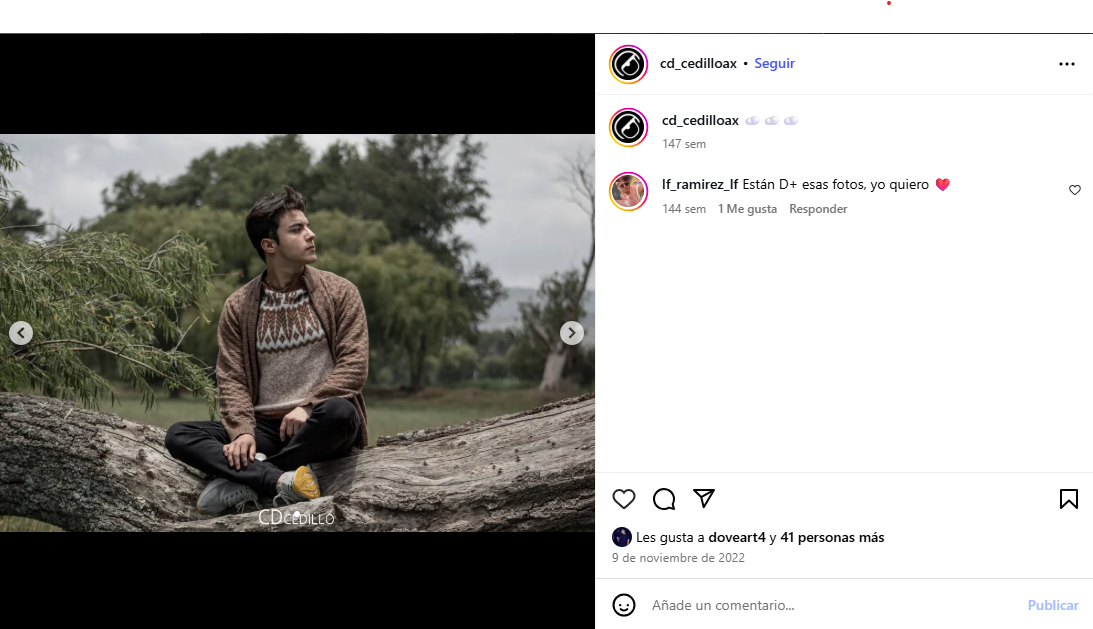 cd_cedilloax • Seguir
cd_cedilloax
147 sem
lf_ramirez_lf Están D+ esas fotos, yo quiero
144 sem 1 Me gusta Responder
CDCEDILLO
Les gusta a doveart4 y 41 personas más
9 de noviembre de 2022
Añade un comentario... Publicar